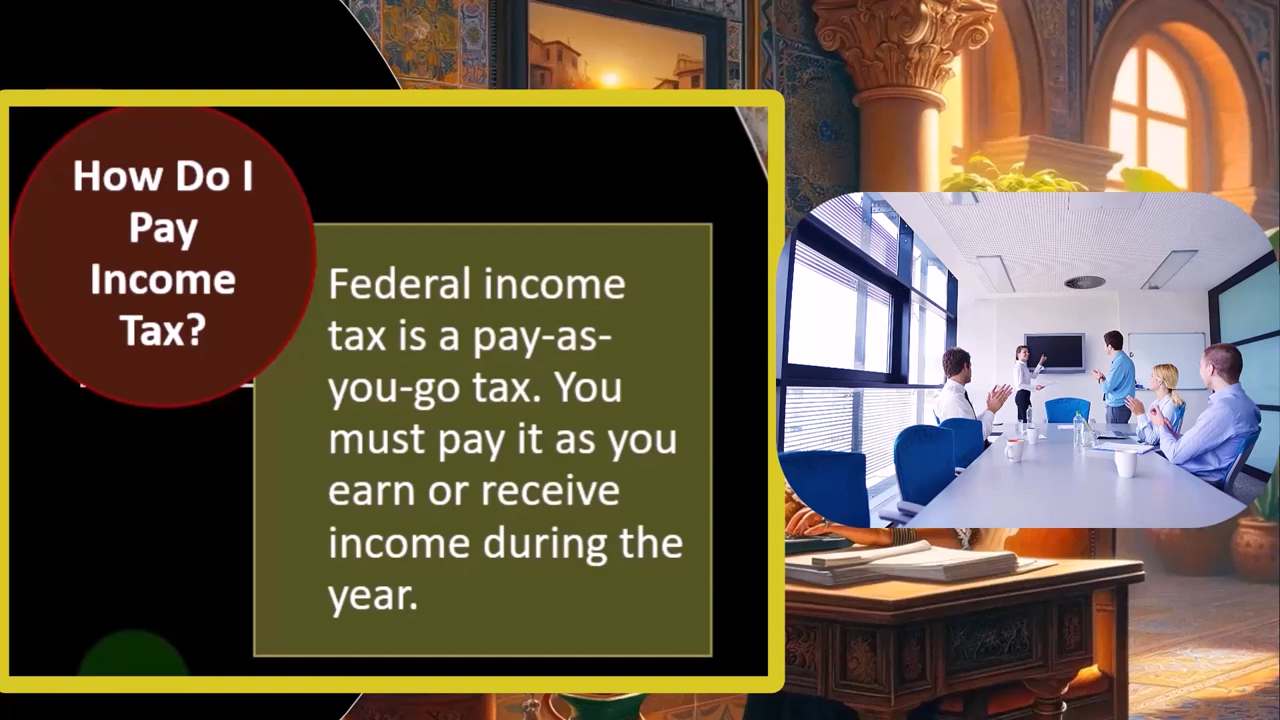 How Do I
Pay
Income
Tax?
Federal income
tax is a pay-as-
you-go tax. You
must pay it as you
earn or receive
income during the
year.